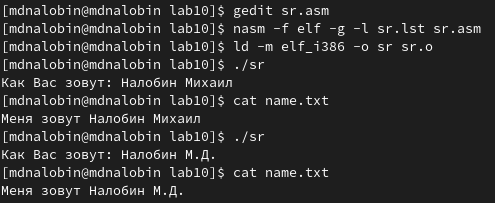 [mdnalobin@mdnalobin lab10]$ gedit sr.asm
[mdnalobin@mdnalobin lab10]$ nasm -f elf -g -l sr.lst sr.asm
[mdnalobin@mdnalobin lab10]$ ld -m elf_i386 -o sr sr.o
[mdnalobin@mdnalobin lab10]$ ./sr
Как Вас зовут: Налобин Михаил
[mdnalobin@mdnalobin lab10]$ cat name.txt
Меня зовут Налобин Михаил
[mdnalobin@mdnalobin lab10]$ ./sr
Как Вас зовут: Налобин М.Д.
[mdnalobin@mdnalobin lab10]$ cat name.txt
Меня зовут Налобин М.Д.